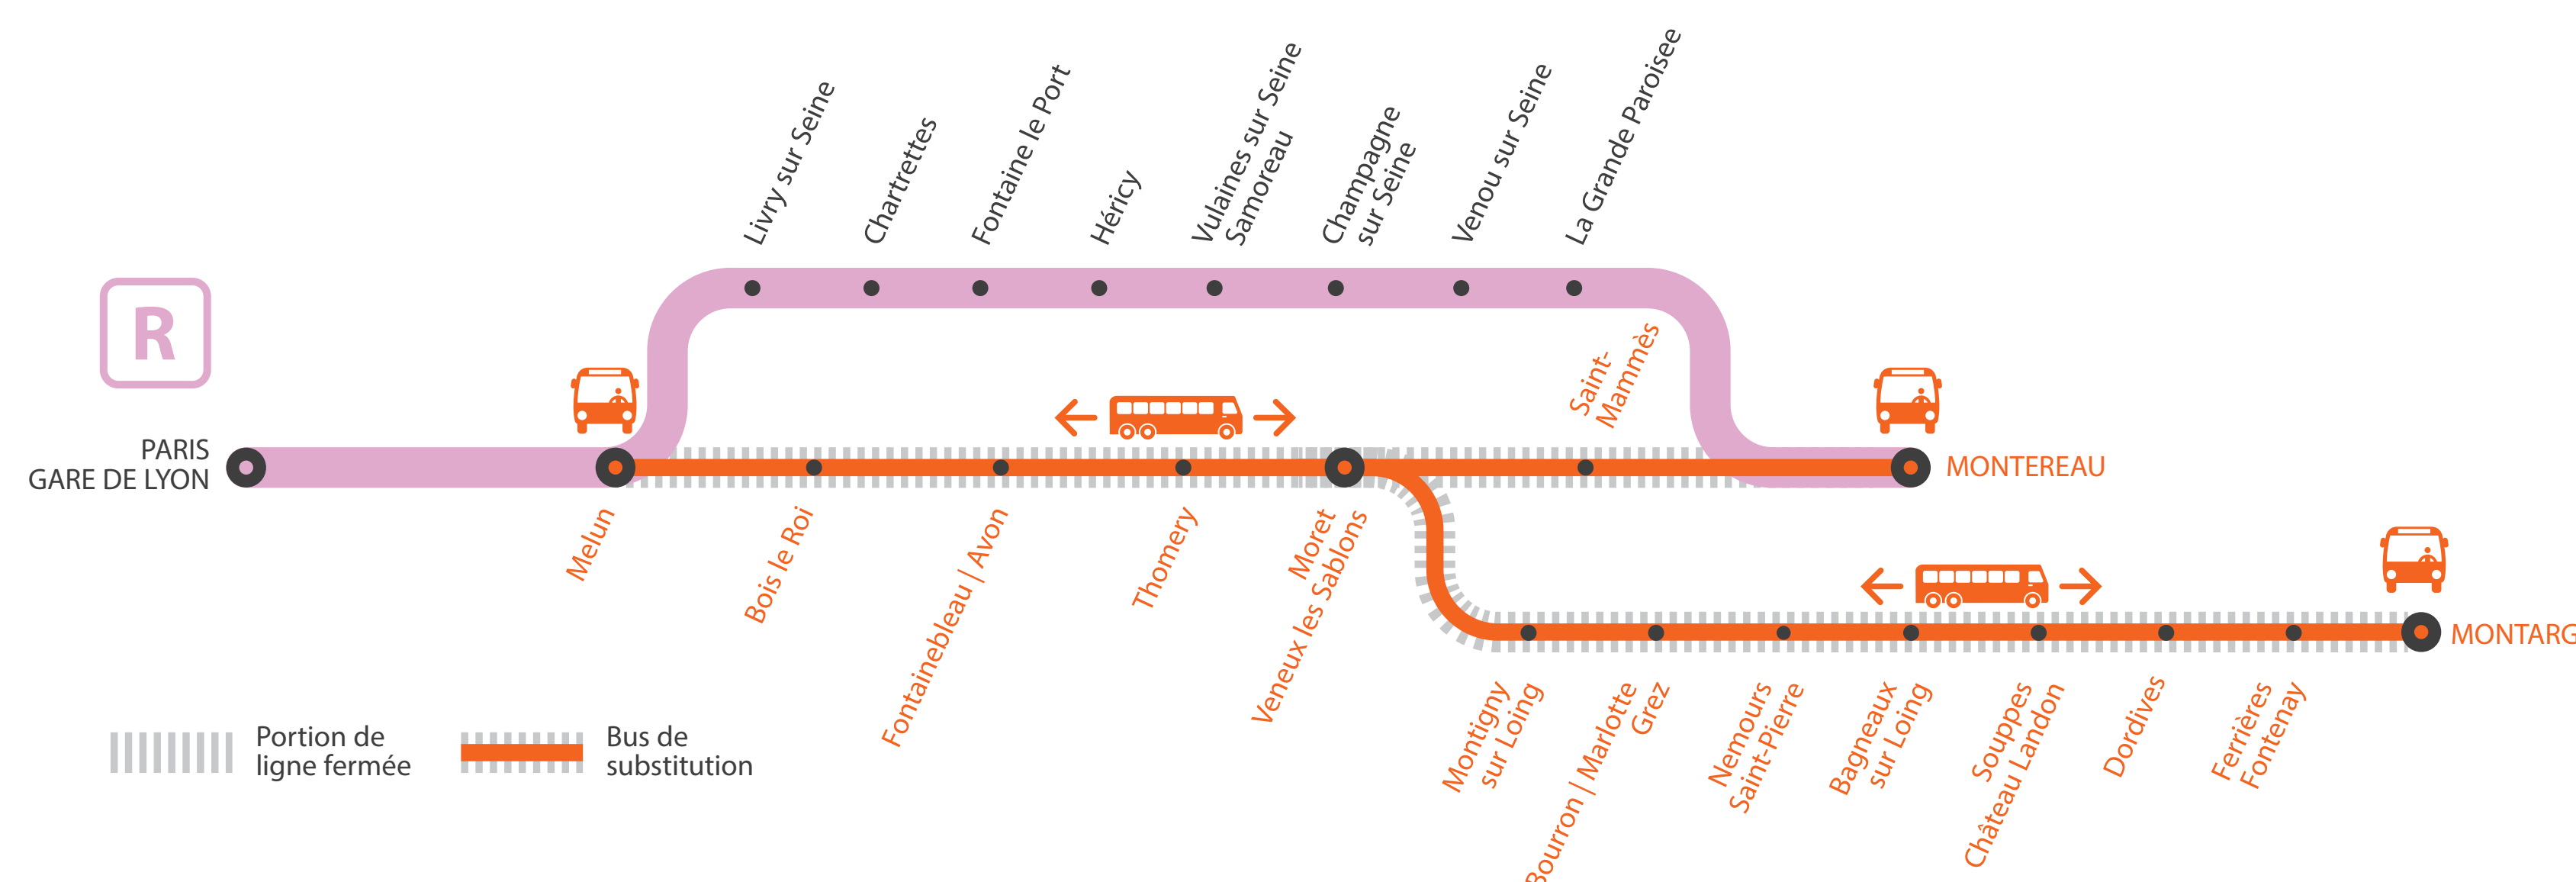 Livry sur Seine
Chartrettes
Fontaine le Port
Héricy
Vulaines sur Seine
Samoreau
Champagne
sur Seine
Venou sur Seine
La Grande Paroisee
R
Saint-
Mammès
PARIS
GARE DE LYON
MONTEREAU
Melun
Bois le Roi
Fontainebleau | Avon
Thomery
Moret
Veneux les Sablons
MONTARG
Montigny
sur Loing
Bourron | Marlotte
Grez
Nemours
Saint-Pierre
Bagneaux
sur Loing
Souppes
Château Landon
Dordives
Ferrières
Fontenay
Portion de
ligne fermée
Bus de
substitution